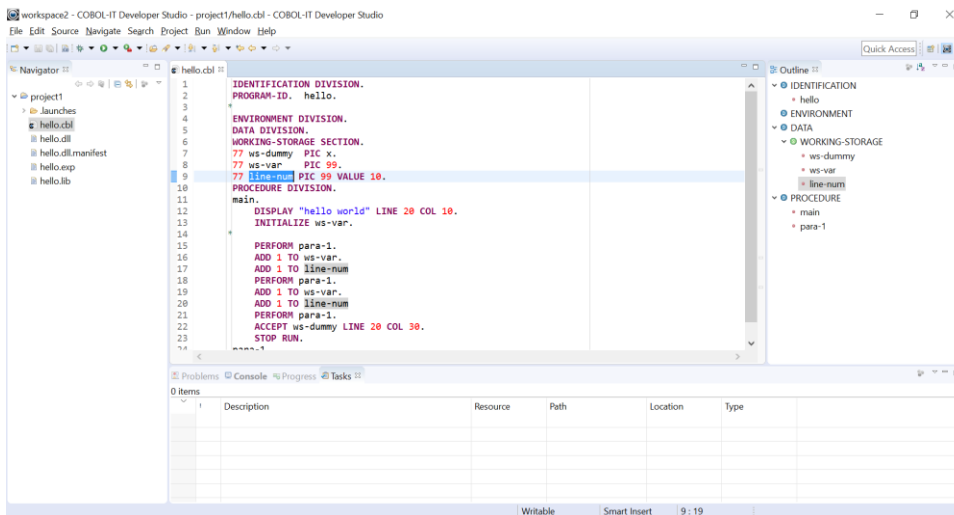 workspace2 - COBOL-IT Developer Studio - project1/hello.cbl - COBOL-IT Developer Studio
File Edit Source Navigate Search Project Run Window Help
Quick Access
Navigator
project1
.launches
hello.cbl
hello.dll
hello.dll.manifest
hello.exp
hello.lib
hello.cbl
1 IDENTIFICATION DIVISION.
2 PROGRAM-ID. hello.
3 *
4 ENVIRONMENT DIVISION.
5 DATA DIVISION.
6 WORKING-STORAGE SECTION.
7 77 ws-dummy PIC x.
8 77 ws-var PIC 99.
9 77 line-num PIC 99 VALUE 10.
10 PROCEDURE DIVISION.
11 main.
12 DISPLAY "hello world" LINE 20 COL 10.
13 INITIALIZE ws-var.
14 *
15 PERFORM para-1.
16 ADD 1 TO ws-var.
17 ADD 1 TO line-num
18 PERFORM para-1.
19 ADD 1 TO ws-var.
20 ADD 1 TO line-num
21 PERFORM para-1.
22 ACCEPT ws-dummy LINE 20 COL 30.
23 STOP RUN.
24 para-1
Outline
IDENTIFICATION
hello
ENVIRONMENT
DATA
WORKING-STORAGE
ws-dummy
ws-var
line-num
PROCEDURE
main
para-1
Problems Console Progress Tasks
0 items
! Description Resource Path Location Type
Writable Smart Insert 9 : 19